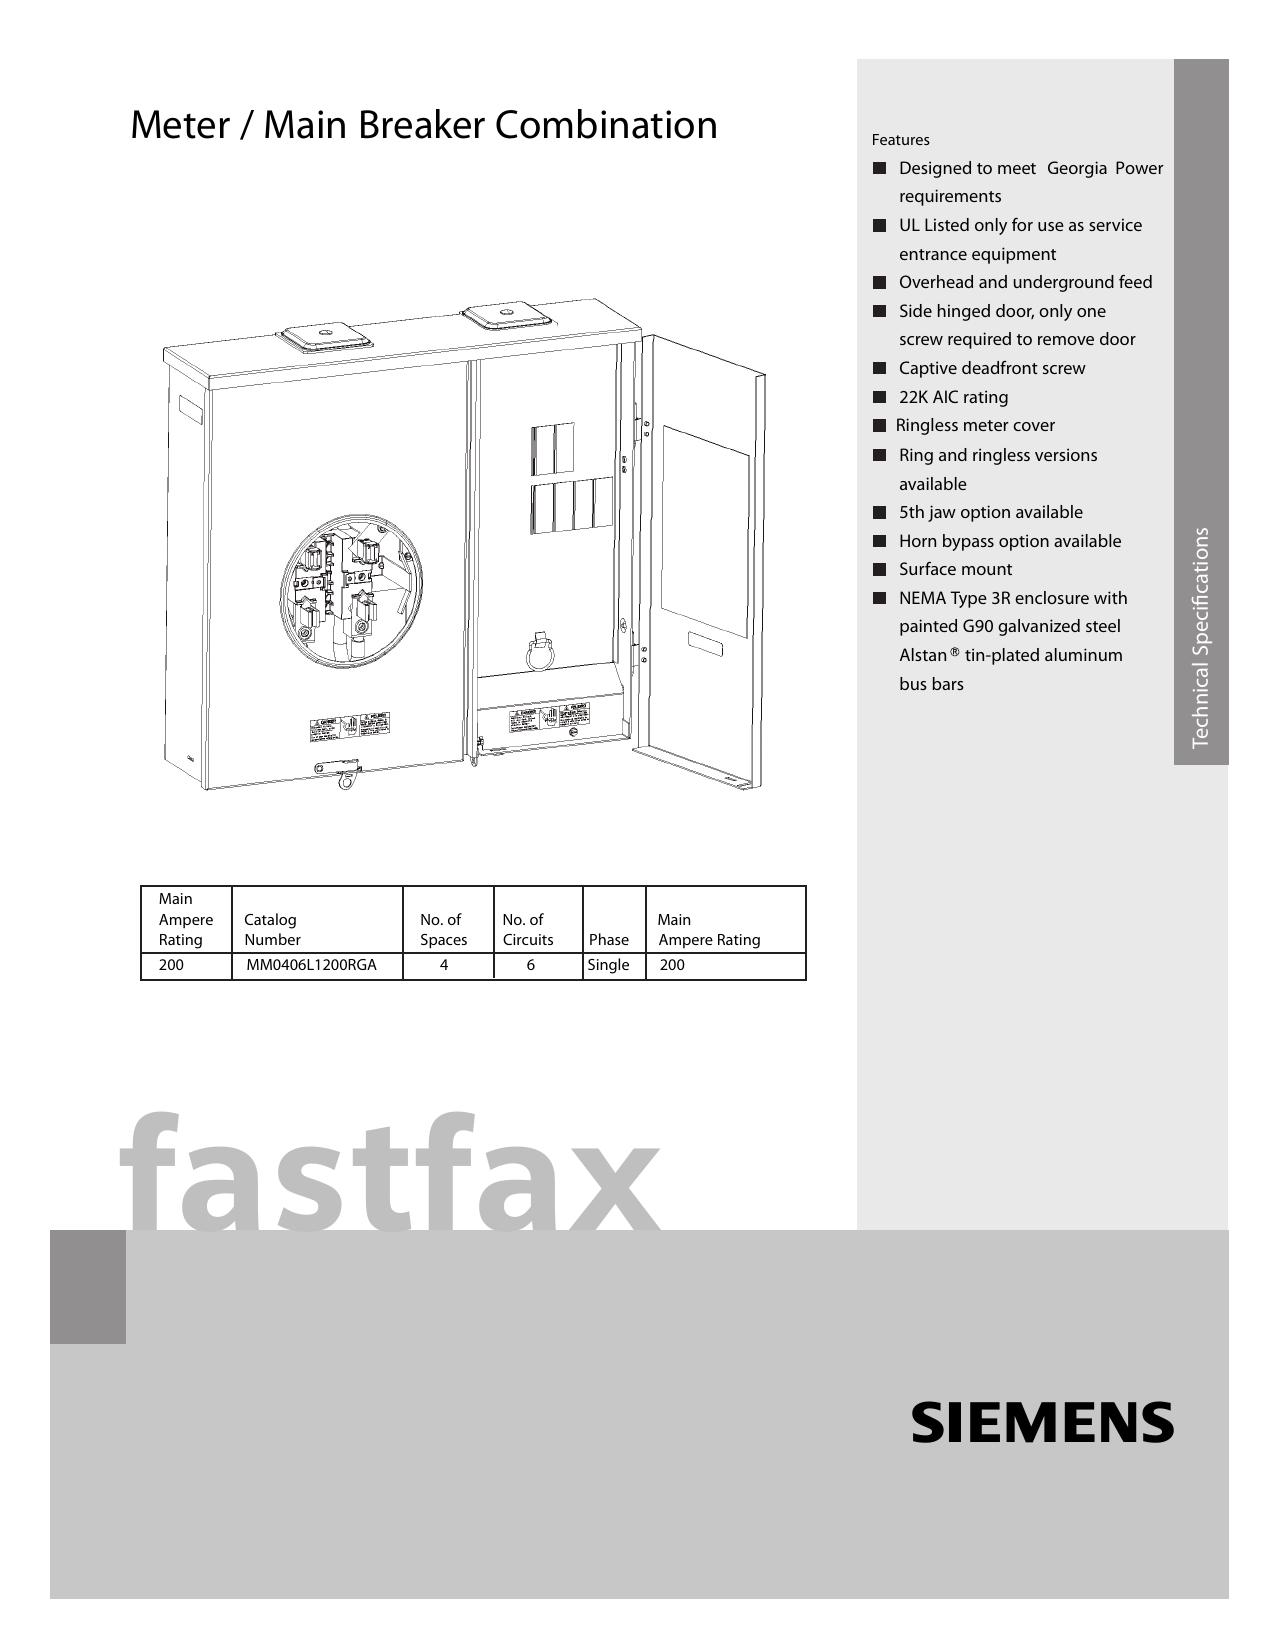 Meter / Main Breaker Combination
Features
Designed to meet Georgia Power
requirements
UL Listed only for use as service
entrance equipment
Overhead and underground feed
Side hinged door, only one
screw required to remove door
Captive deadfront screw
22K AIC rating
Ringless meter cover
Ring and ringless versions
available
5th jaw option available
Horn bypass option available
Surface mount
NEMA Type 3R enclosure with
painted G90 galvanized steel
Alstan® tin-plated aluminum
bus bars
Technical Specifications
Main
Ampere Catalog No. of No. of Main
Rating Number Spaces Circuits Phase Ampere Rating
200 MM0406L1200RGA 4 6 Single 200
fastfax
SIEMENS